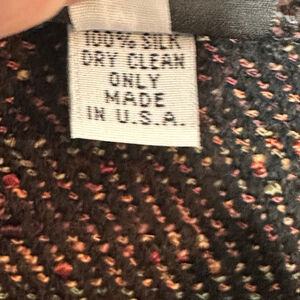 100% SILK
DRY CLEAN
ONLY
MADE
IN U.S.A.